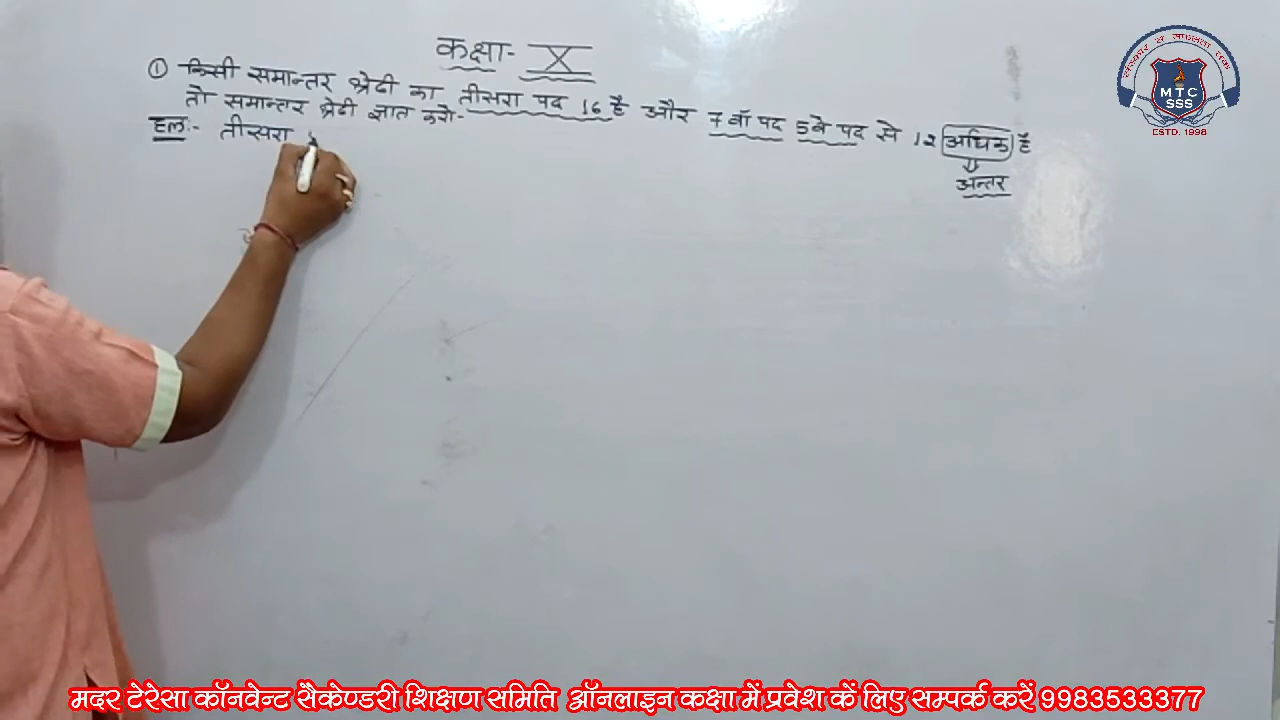 कक्षा- X
① किसी समान्तर श्रेढी का तीसरा पद 16 है और 7 वाँ पद 5वे पद से 12 अधिक है
तो समान्तर श्रेढी ज्ञात करो-
अन्तर
हल:- तीसरा
संस्कार से सफलता तक
MTC
SSS
ESTD. 1998
मदर टेरेसा कॉनवेन्ट सैकेण्डरी शिक्षण समिति ऑनलाइन कक्षा में प्रवेश कें लिए सम्पर्क करें 9983533377